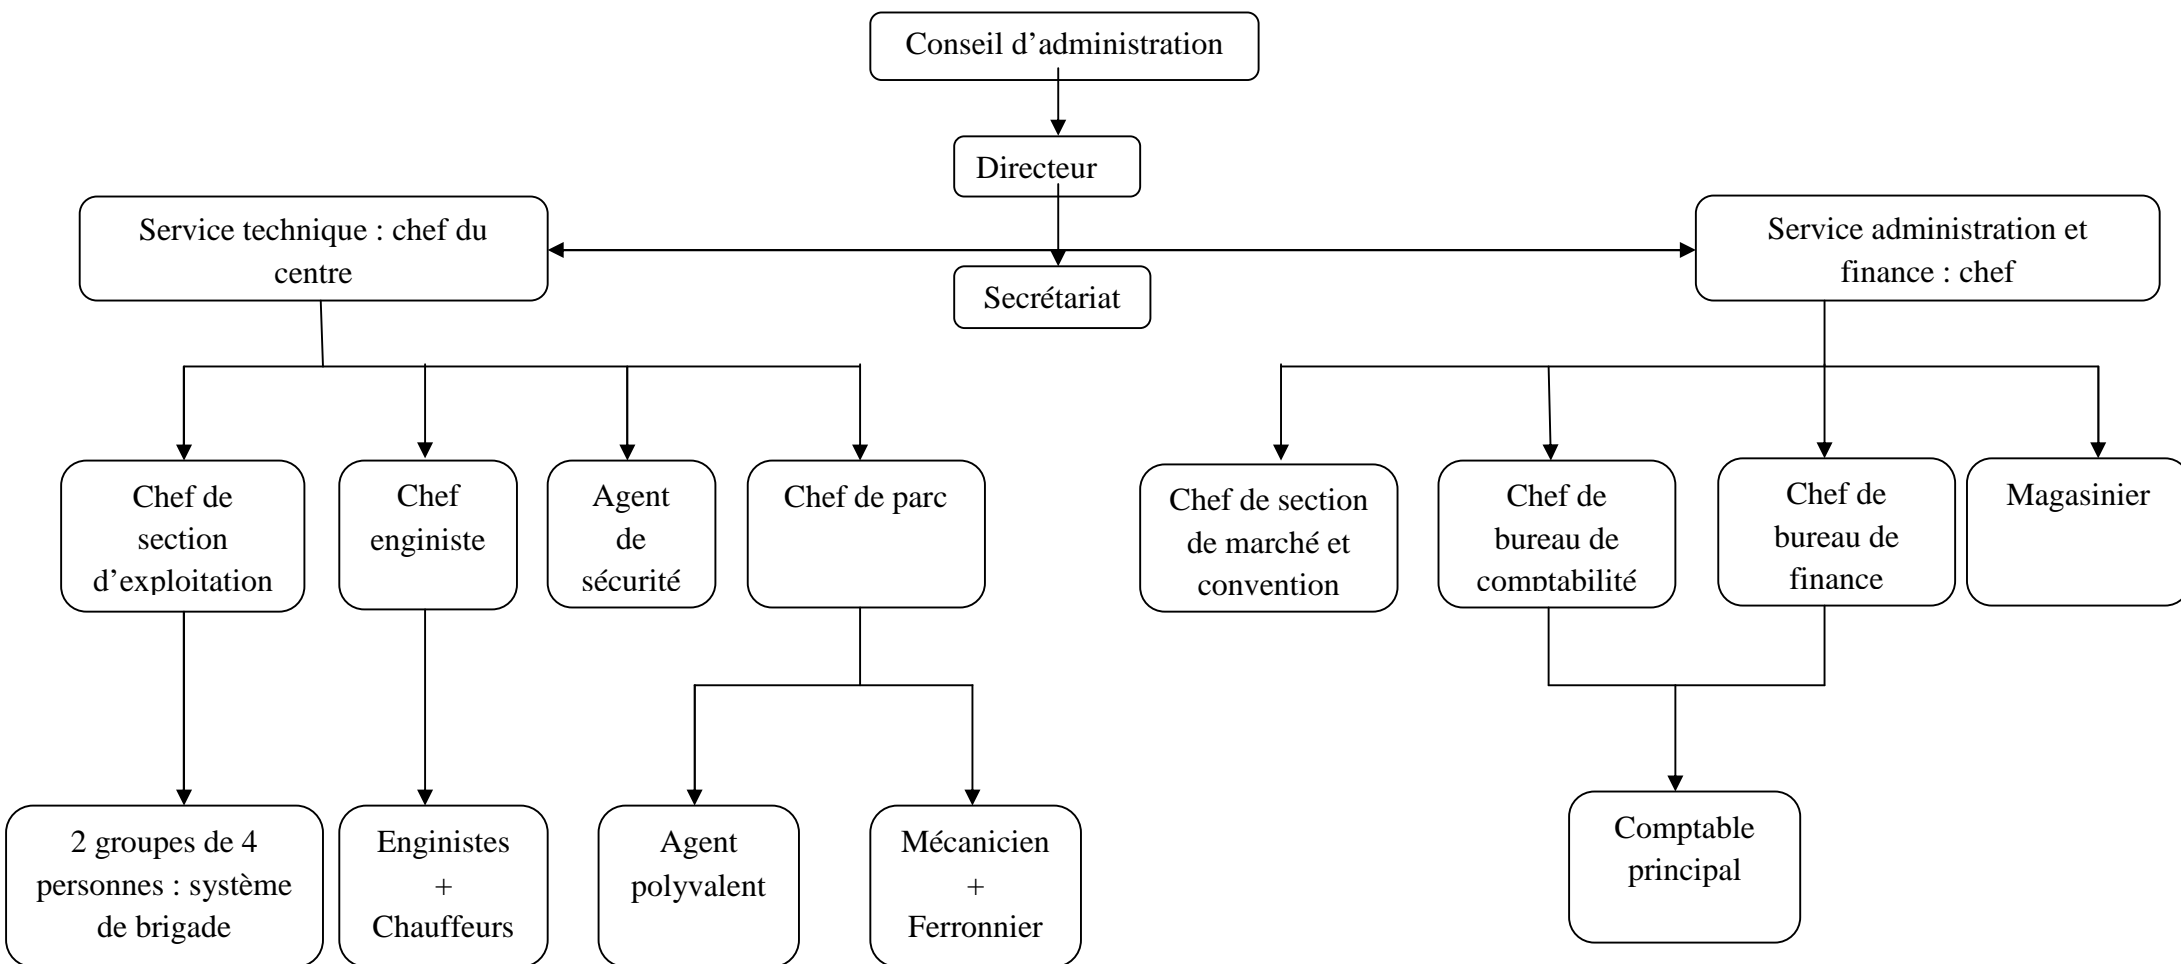 Conseil d’administration
Directeur
Service technique : chef du
centre
Secrétariat
Service administration et
finance : chef
Chef de
section
d’exploitation
Chef
enginiste
Agent
de
sécurité
Chef de parc
Chef de section
de marché et
convention
Chef de
bureau de
comptabilité
Chef de
bureau de
finance
Magasinier
2 groupes de 4
personnes : système
de brigade
Enginistes
+
Chauffeurs
Agent
polyvalent
Mécanicien
+
Ferronnier
Comptable
principal